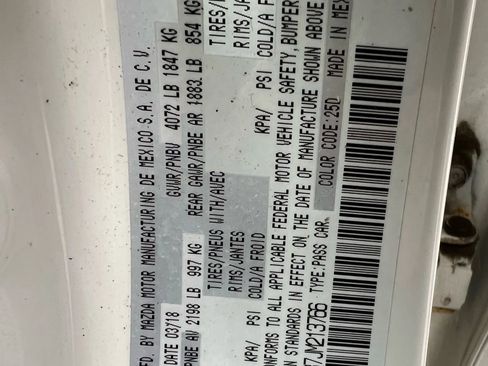 MFD. BY MAZDA MOTOR MANUFACTURING DE MEXICO S.A. DE C.V.
DATE 03/18 GVWR/PNBV 4072 LB 1847 KG
PNBE AV 2198 LB 997 KG REAR GAWR/PNBE AR 1883 LB 854 KG
TIRES/PNEUS WITH/AVEC TIRES/
RIMS/JANTES RIMS/JAN
COLD/A FROID KPA/ PSI COLD/A F
KPA/ PSI
CONFORMS TO ALL APPLICABLE FEDERAL MOTOR VEHICLE SAFETY, BUMPER
STANDARDS IN EFFECT ON THE DATE OF MANUFACTURE SHOWN ABOVE
7JM213766 TYPE:PASS CAR COLOR CODE:25D MADE IN MEX